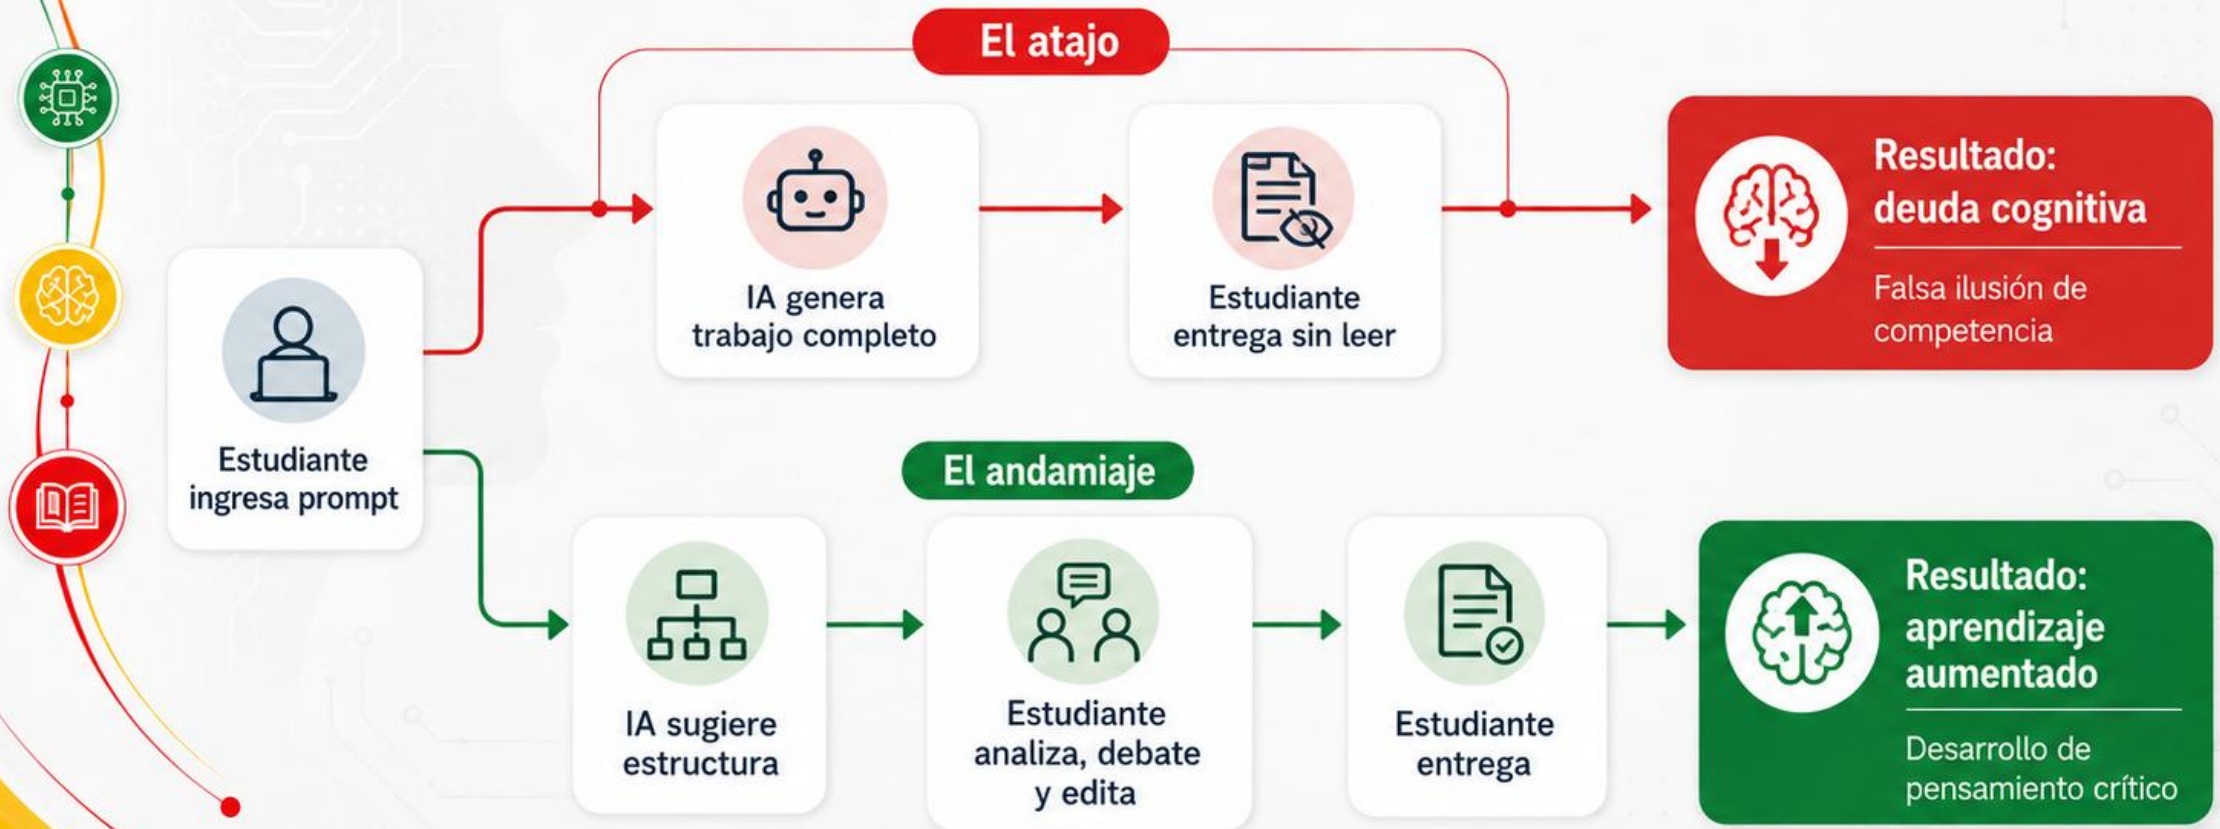 El atajo
Estudiante
ingresa prompt
IA genera
trabajo completo
Estudiante
entrega sin leer
Resultado:
deuda cognitiva
Falsa ilusión de
competencia
El andamiaje
IA sugiere
estructura
Estudiante
analiza, debate
y edita
Estudiante
entrega
Resultado:
aprendizaje
aumentado
Desarrollo de
pensamiento crítico